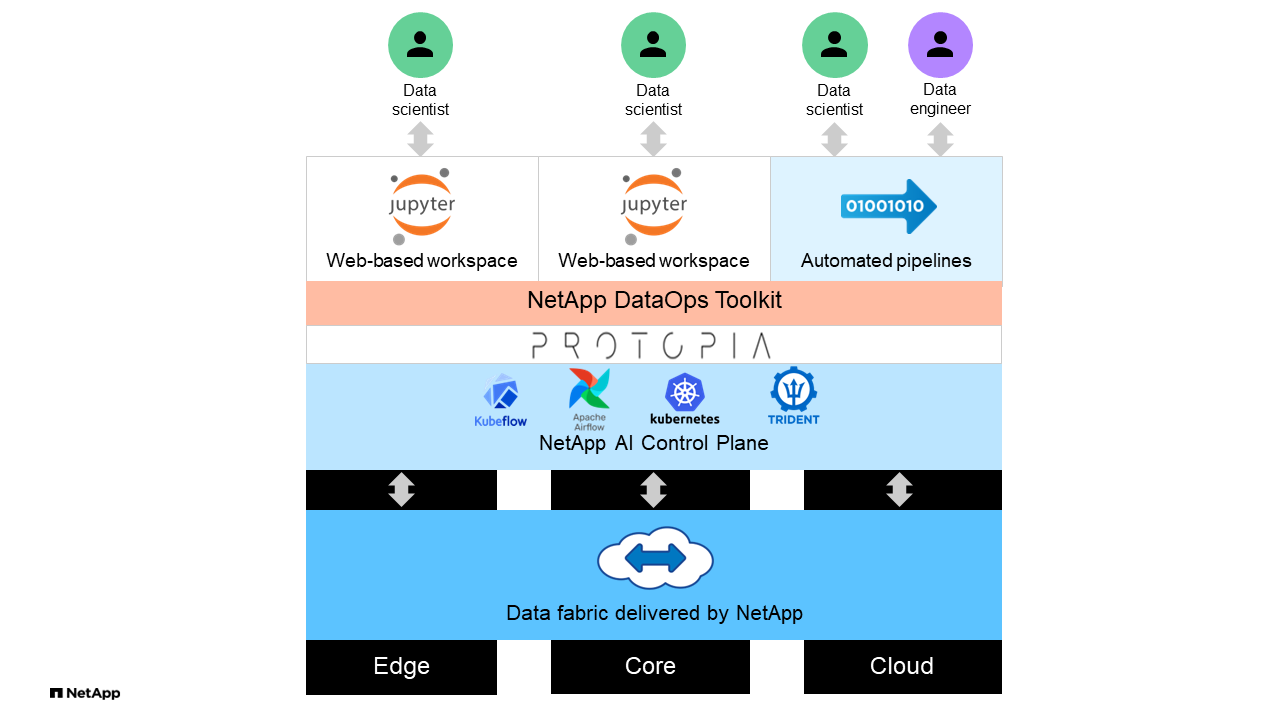 Data
scientist
Data
scientist
Data
scientist
Data
engineer
jupyter
Web-based workspace
jupyter
Web-based workspace
01001010
Automated pipelines
NetApp DataOps Toolkit
PROTOPIA
Kubeflow
Apache
Airflow
kubernetes
TRIDENT
NetApp AI Control Plane
Data fabric delivered by NetApp
Edge
Core
Cloud
NetApp